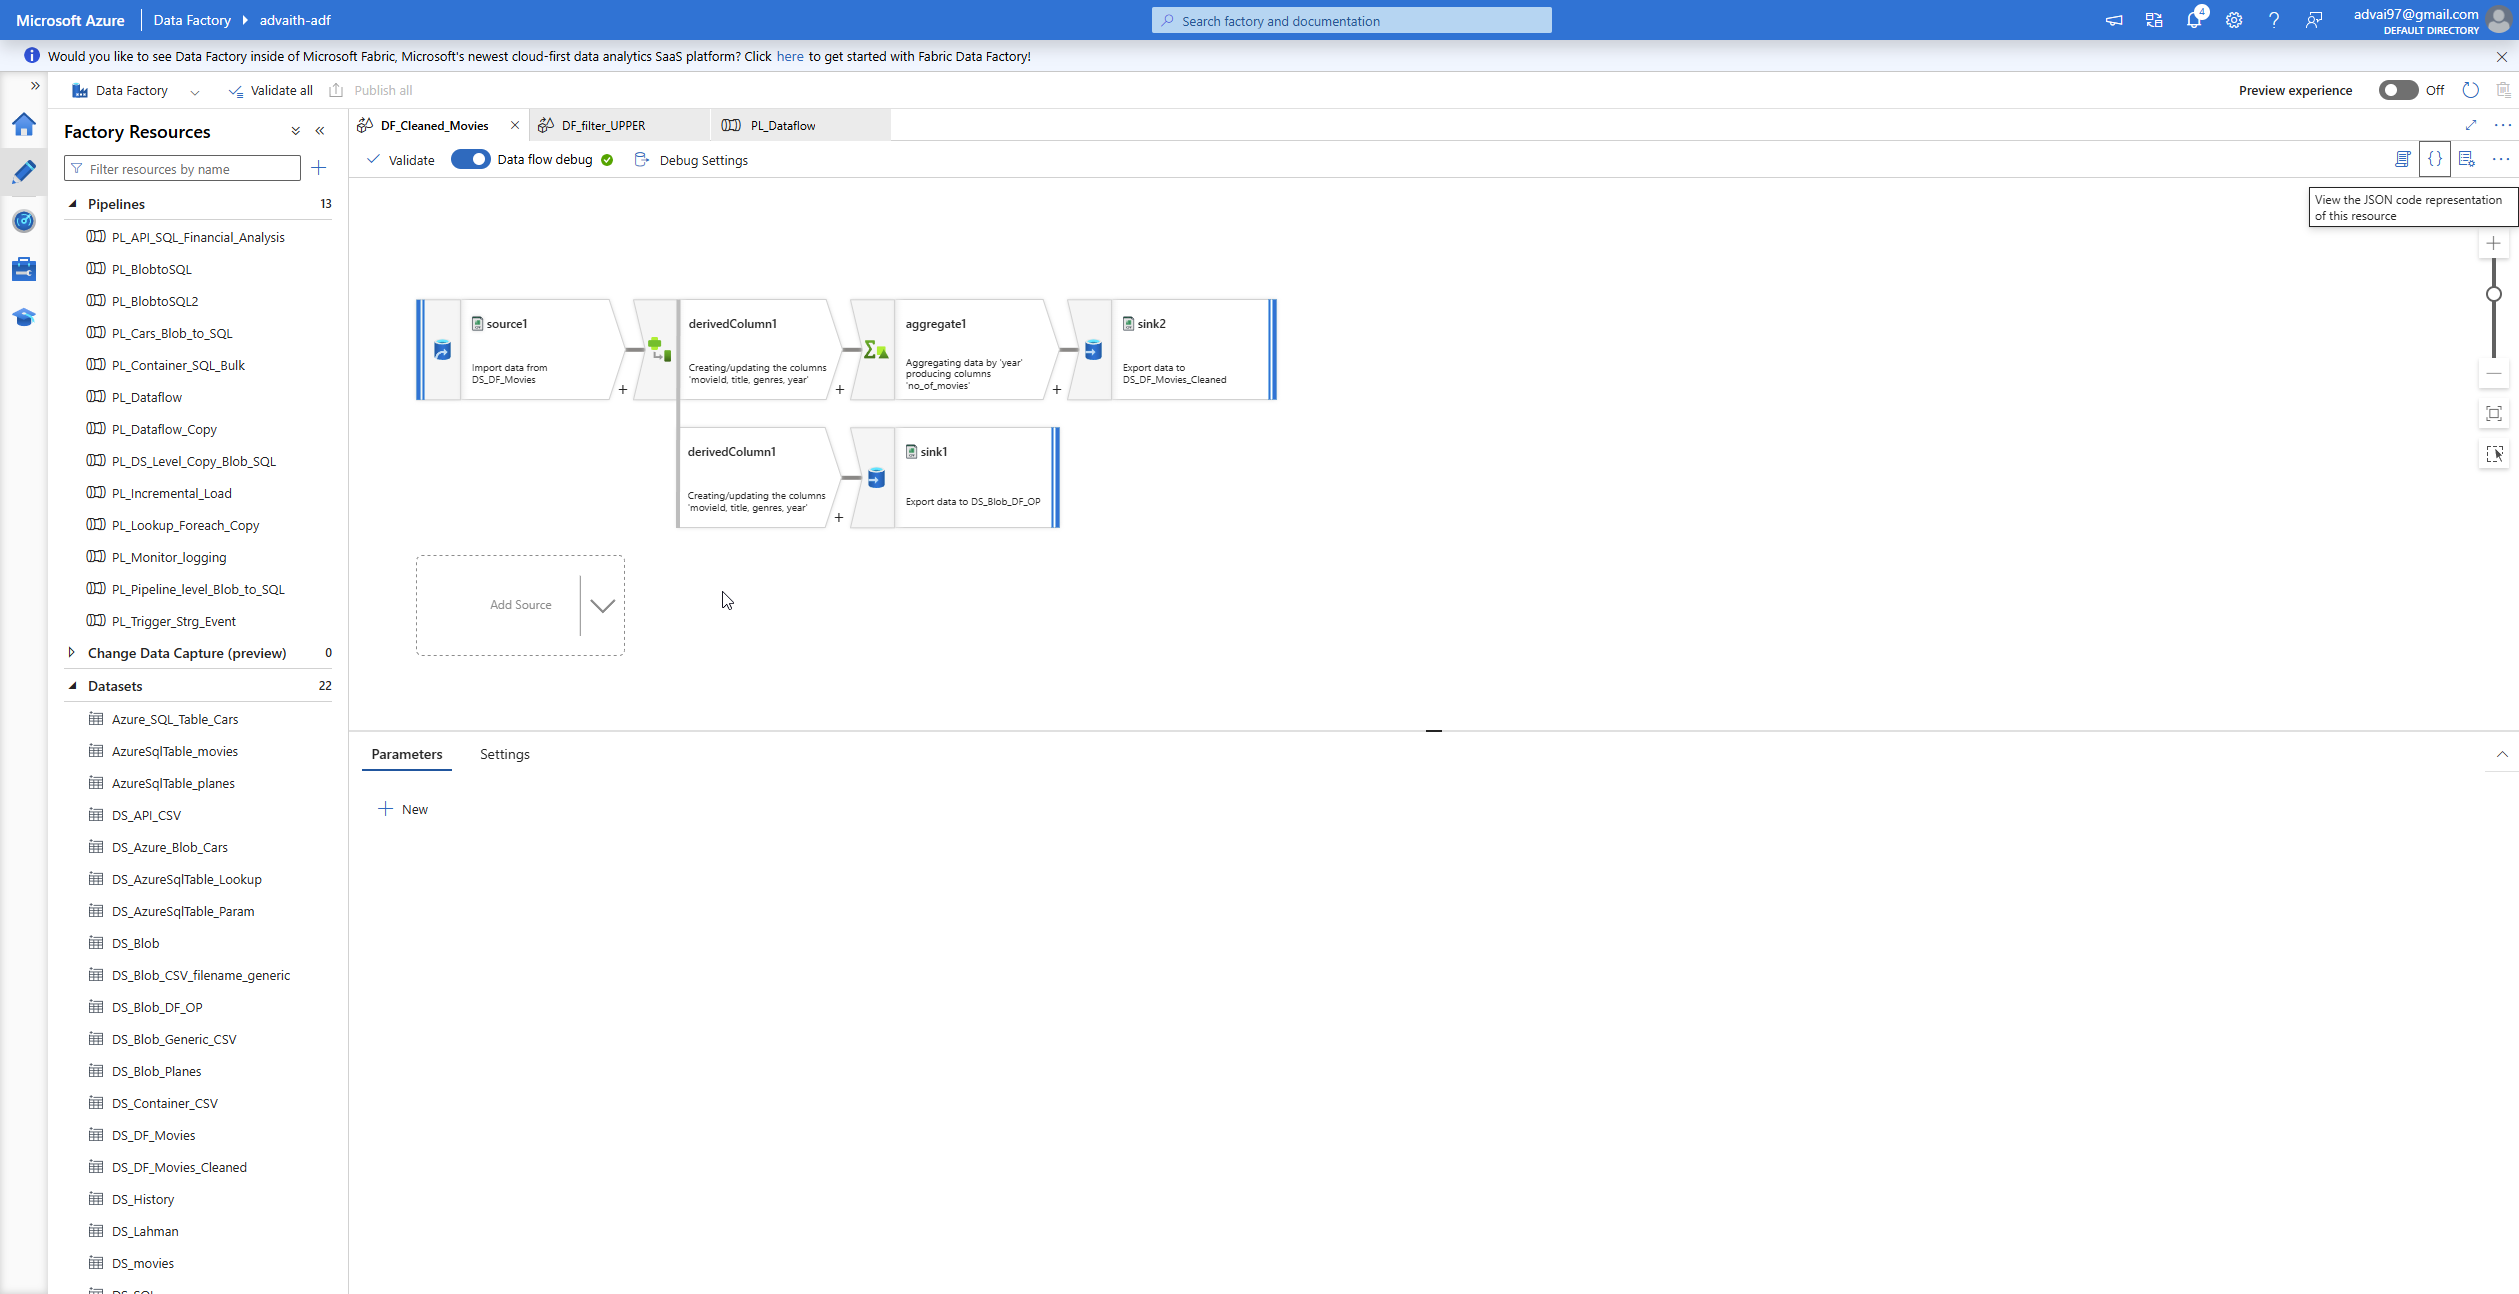 Microsoft Azure
Data Factory
advaith-adf
Search factory and documentation
4
advai97@gmail.com
DEFAULT DIRECTORY
Would you like to see Data Factory inside of Microsoft Fabric, Microsoft's newest cloud-first data analytics SaaS platform? Click here to get started with Fabric Data Factory!
Data Factory
Validate all
Publish all
Preview experience
Off
Factory Resources
Filter resources by name
Pipelines 13
PL_API_SQL_Financial_Analysis
PL_BlobtoSQL
PL_BlobtoSQL2
PL_Cars_Blob_to_SQL
PL_Container_SQL_Bulk
PL_Dataflow
PL_Dataflow_Copy
PL_DS_Level_Copy_Blob_SQL
PL_Incremental_Load
PL_Lookup_Foreach_Copy
PL_Monitor_logging
PL_Pipeline_level_Blob_to_SQL
PL_Trigger_Strg_Event
Change Data Capture (preview) 0
Datasets 22
Azure_SQL_Table_Cars
AzureSqlTable_movies
AzureSqlTable_planes
DS_API_CSV
DS_Azure_Blob_Cars
DS_AzureSqlTable_Lookup
DS_AzureSqlTable_Param
DS_Blob
DS_Blob_CSV_filename_generic
DS_Blob_DF_OP
DS_Blob_Generic_CSV
DS_Blob_Planes
DS_Container_CSV
DS_DF_Movies
DS_DF_Movies_Cleaned
DS_History
DS_Lahman
DS_movies
DF_Cleaned_Movies
DF_filter_UPPER
PL_Dataflow
Validate
Data flow debug
Debug Settings
View the JSON code representation
of this resource
source1
Import data from
DS_DF_Movies
derivedColumn1
Creating/updating the columns
'movieId, title, genres, year'
aggregate1
Aggregating data by 'year'
producing columns
'no_of_movies'
sink2
Export data to
DS_DF_Movies_Cleaned
derivedColumn1
Creating/updating the columns
'movieId, title, genres, year'
sink1
Export data to DS_Blob_DF_OP
Add Source
Parameters
Settings
New